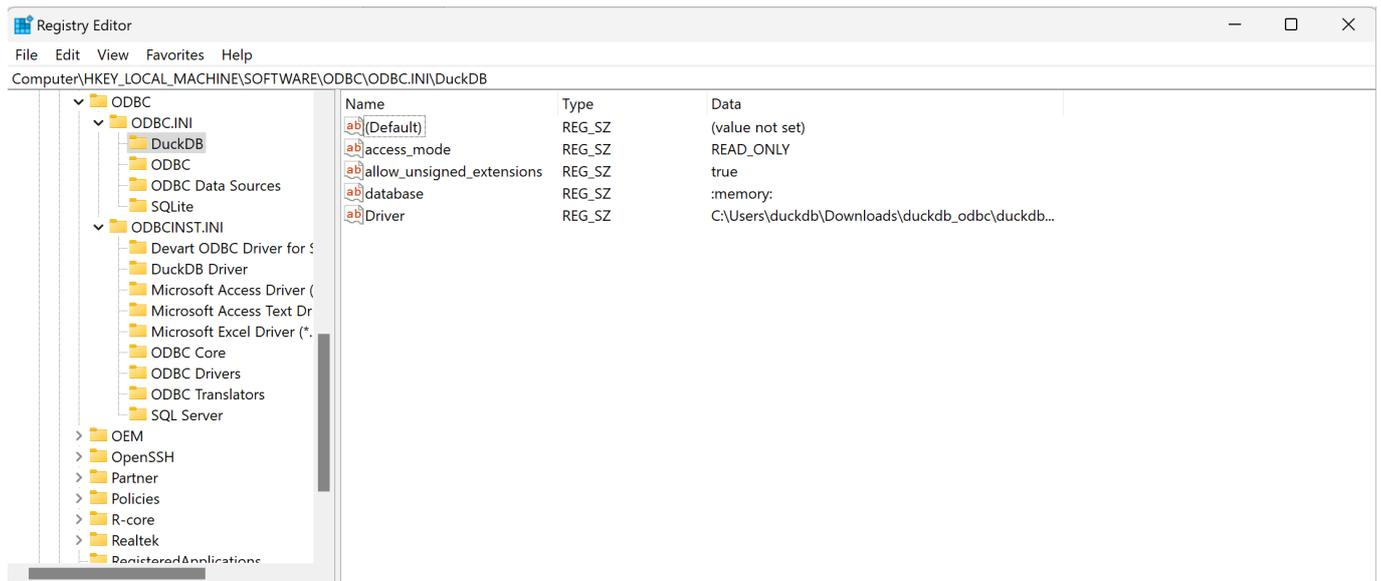 Registry Editor
File Edit View Favorites Help
Computer\HKEY_LOCAL_MACHINE\SOFTWARE\ODBC\ODBC.INI\DuckDB
ODBC
ODBC.INI
DuckDB
ODBC
ODBC Data Sources
SQLite
ODBCINST.INI
Devart ODBC Driver for S
DuckDB Driver
Microsoft Access Driver (
Microsoft Access Text Dr
Microsoft Excel Driver (*.
ODBC Core
ODBC Drivers
ODBC Translators
SQL Server
OEM
OpenSSH
Partner
Policies
R-core
Realtek
RegisteredApplications
Name Type Data
(Default) REG_SZ (value not set)
access_mode REG_SZ READ_ONLY
allow_unsigned_extensions REG_SZ true
database REG_SZ :memory:
Driver REG_SZ C:\Users\duckdb\Downloads\duckdb_odbc\duckdb...